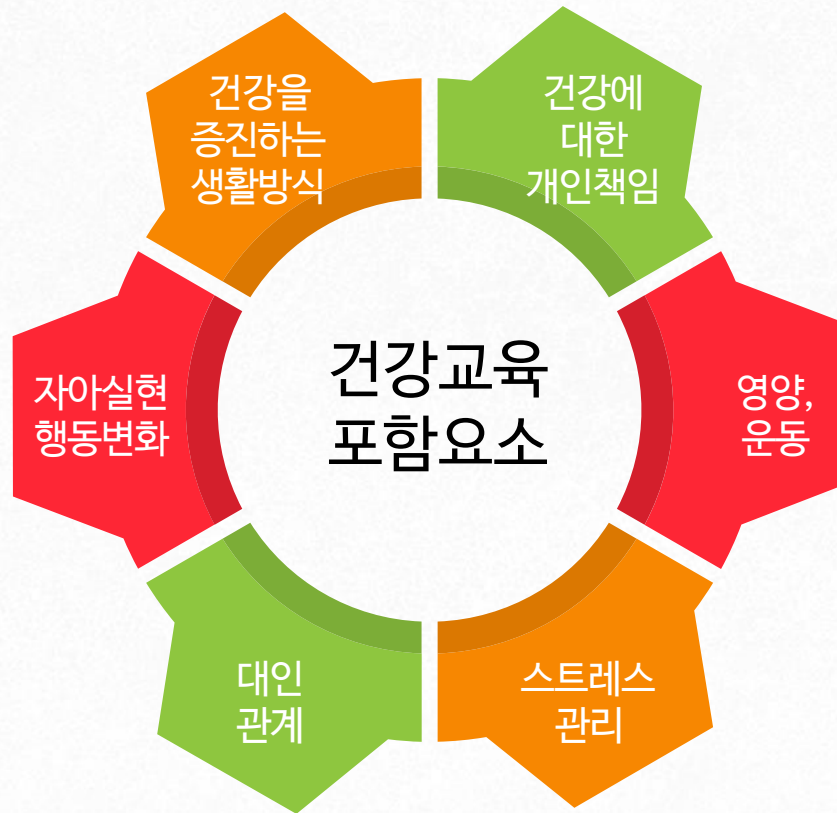 건강교육
포함요소
건강에
대한
개인책임
영양,
운동
스트레스
관리
대인
관계
자아실현
행동변화
건강을
증진하는
생활방식